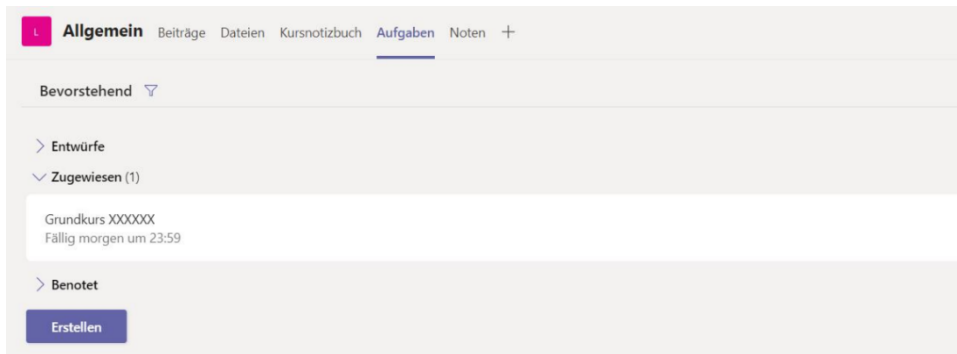 L Allgemein Beiträge Dateien Kursnotizbuch Aufgaben Noten +
Bevorstehend
Entwürfe
Zugewiesen (1)
Grundkurs XXXXXX
Fällig morgen um 23:59
Benotet
Erstellen